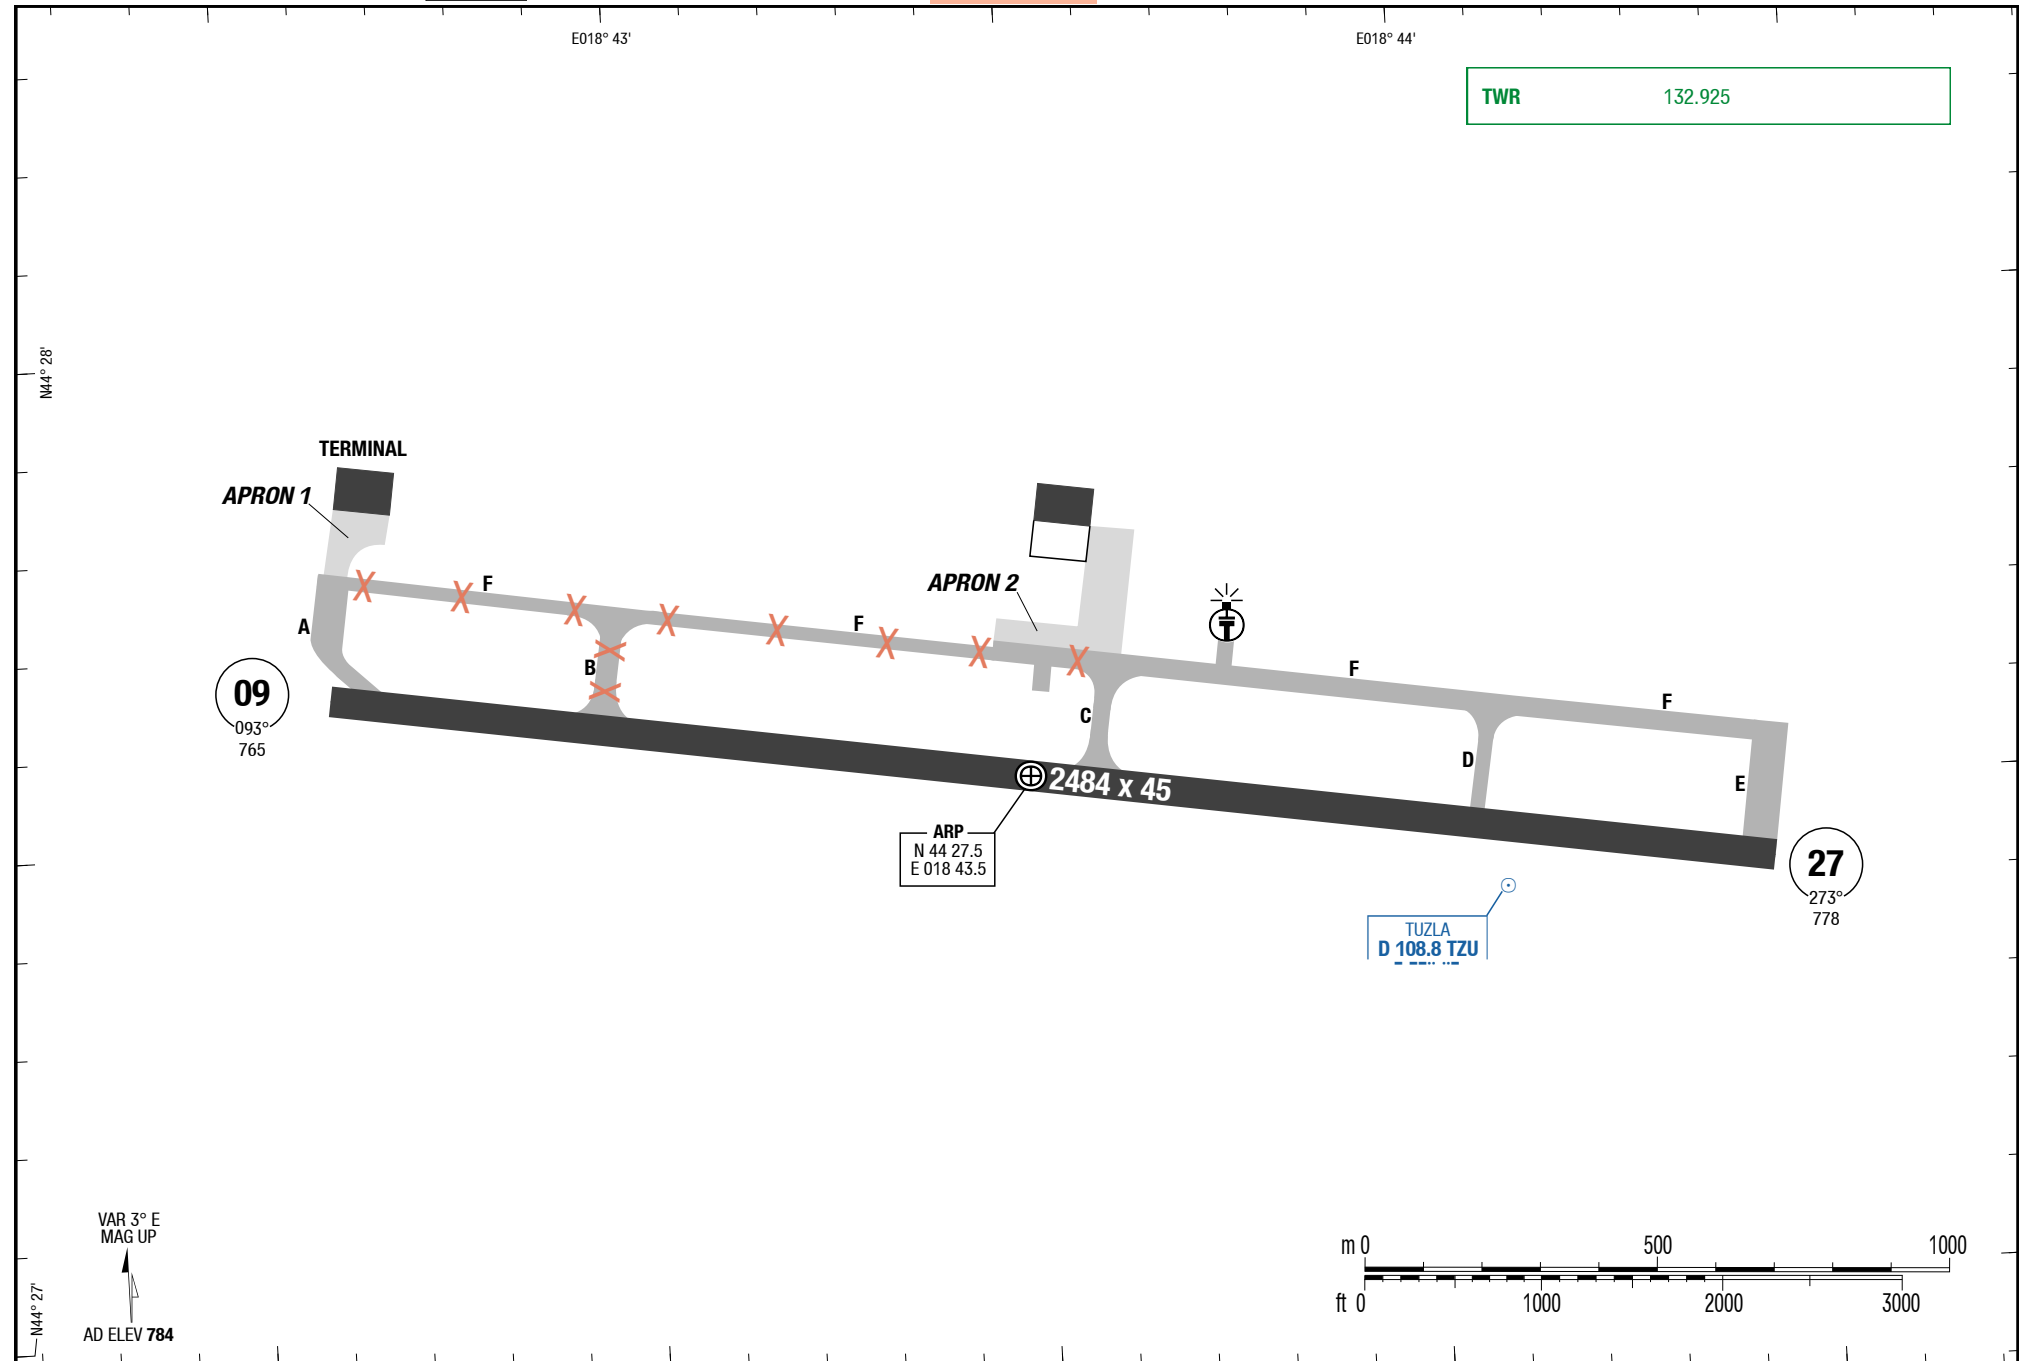 E018° 43'
E018° 44'
TWR 132.925
N44° 28'
TERMINAL
APRON 1
F
A
B
09
093°
765
F
APRON 2
C
F
F
D
E
2484 x 45
ARP
N 44 27.5
E 018 43.5
27
273°
778
TUZLA
D 108.8 TZU
VAR 3° E
MAG UP
AD ELEV 784
N44° 27'
m 0 500 1000
ft 0 1000 2000 3000